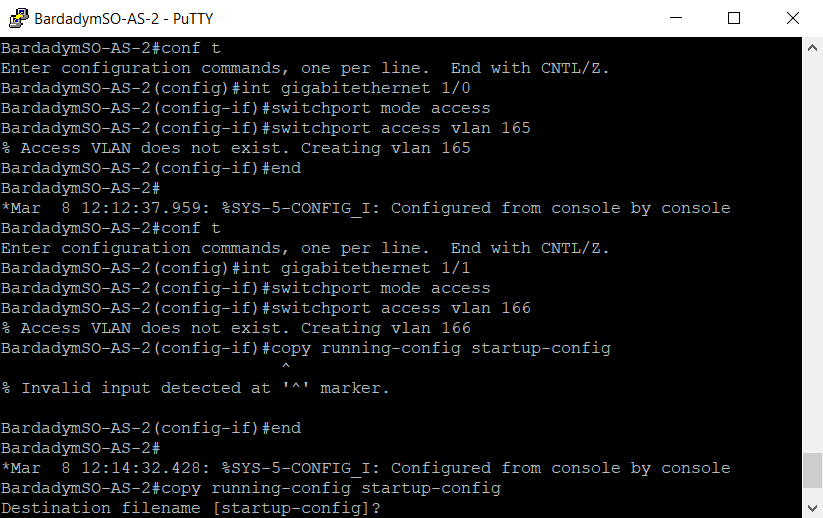 BardadymSO-AS-2 - PuTTY
BardadymSO-AS-2#conf t
Enter configuration commands, one per line.  End with CNTL/Z.
BardadymSO-AS-2(config)#int gigabitethernet 1/0
BardadymSO-AS-2(config-if)#switchport mode access
BardadymSO-AS-2(config-if)#switchport access vlan 165
% Access VLAN does not exist. Creating vlan 165
BardadymSO-AS-2(config-if)#end
BardadymSO-AS-2#
*Mar  8 12:12:37.959: %SYS-5-CONFIG_I: Configured from console by console
BardadymSO-AS-2#conf t
Enter configuration commands, one per line.  End with CNTL/Z.
BardadymSO-AS-2(config)#int gigabitethernet 1/1
BardadymSO-AS-2(config-if)#switchport mode access
BardadymSO-AS-2(config-if)#switchport access vlan 166
% Access VLAN does not exist. Creating vlan 166
BardadymSO-AS-2(config-if)#copy running-config startup-config
                            ^
% Invalid input detected at '^' marker.

BardadymSO-AS-2(config-if)#end
BardadymSO-AS-2#
*Mar  8 12:14:32.428: %SYS-5-CONFIG_I: Configured from console by console
BardadymSO-AS-2#copy running-config startup-config
Destination filename [startup-config]?